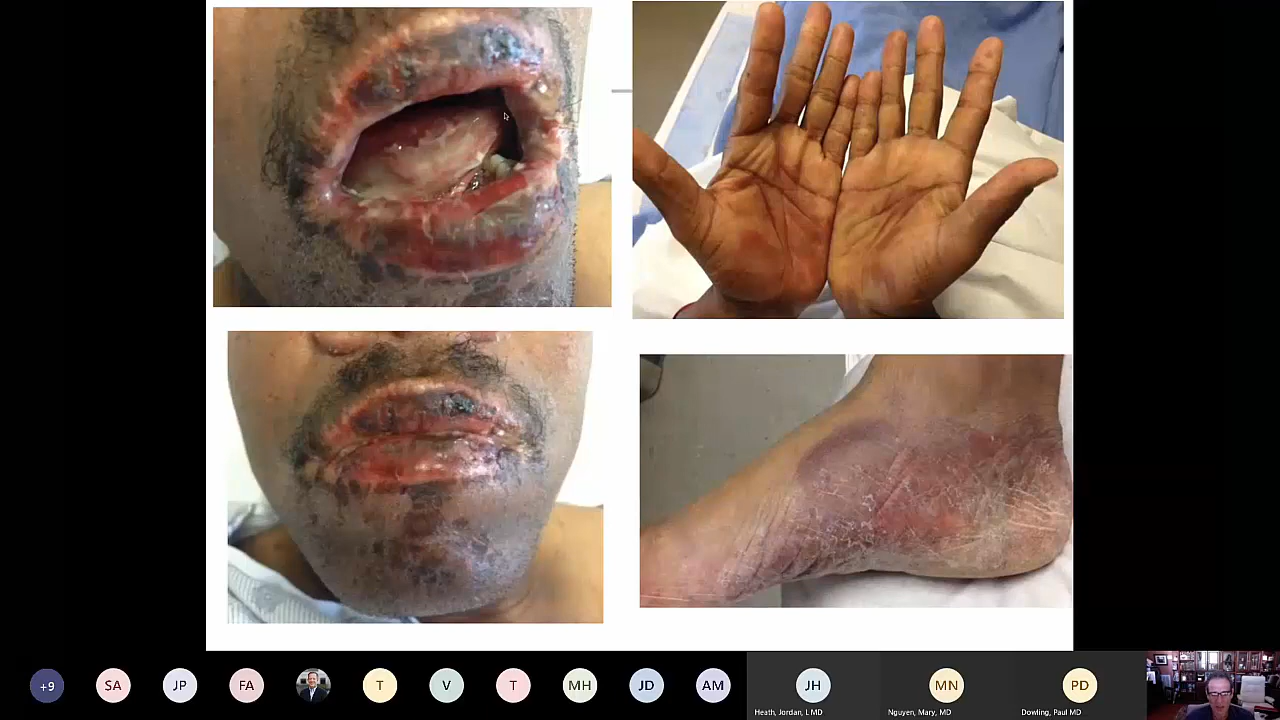 +9
SA
JP
FA
T
V
T
MH
JD
AM
JH
MN
PD
Heath, Jordan, L MD
Nguyen, Mary, MD
Dowling, Paul MD